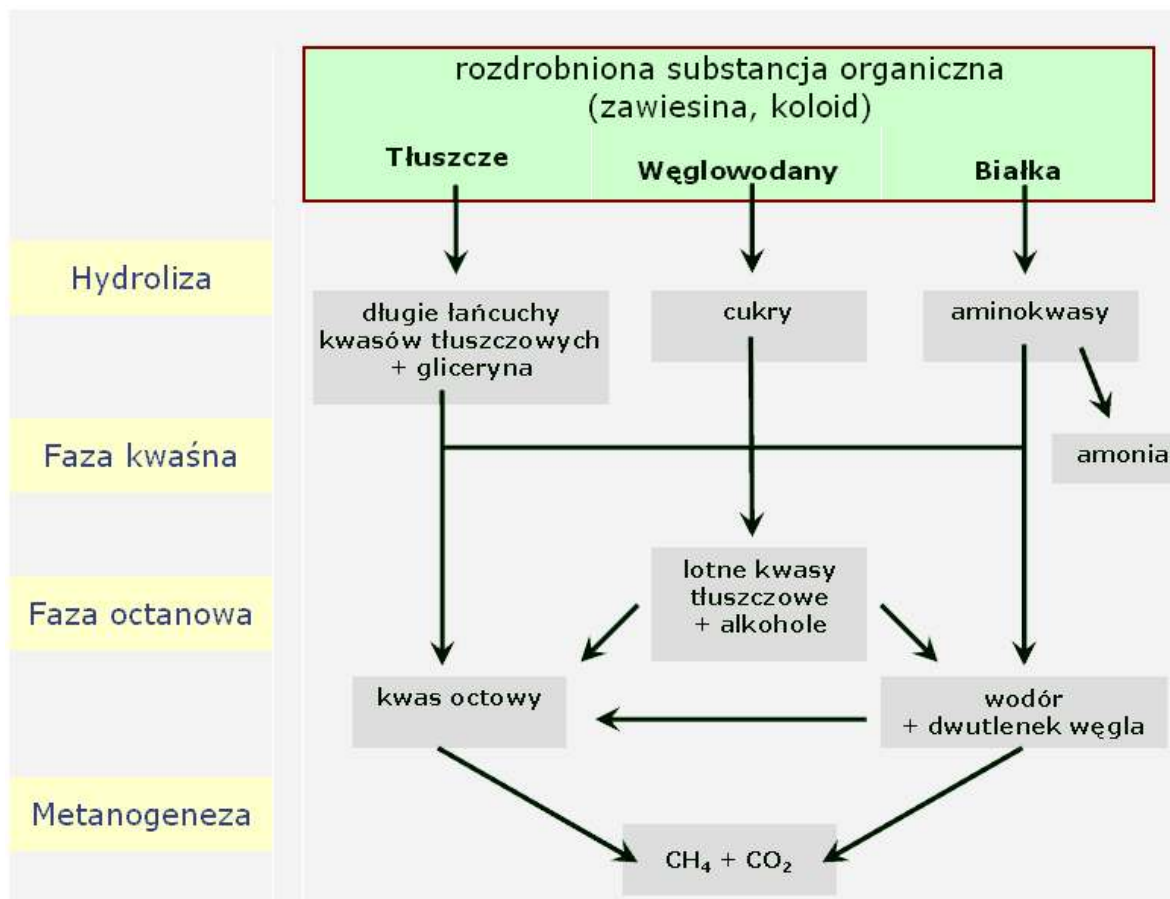 rozdrobniona substancja organiczna
(zawiesina, koloid)
Tłuszcze
Węglowodany
Białka
Hydroliza
długie łańcuchy
kwasów tłuszczowych
+ gliceryna
cukry
aminokwasy
Faza kwaśna
amonia
lotne kwasy
tłuszczowe
+ alkohole
Faza octanowa
kwas octowy
wodór
+ dwutlenek węgla
Metanogeneza
CH₄ + CO₂